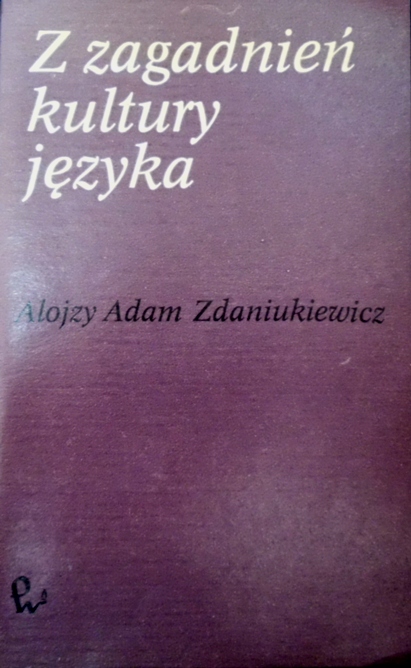 Z zagadnień
kultury
języka
Alojzy Adam Zdaniukiewicz